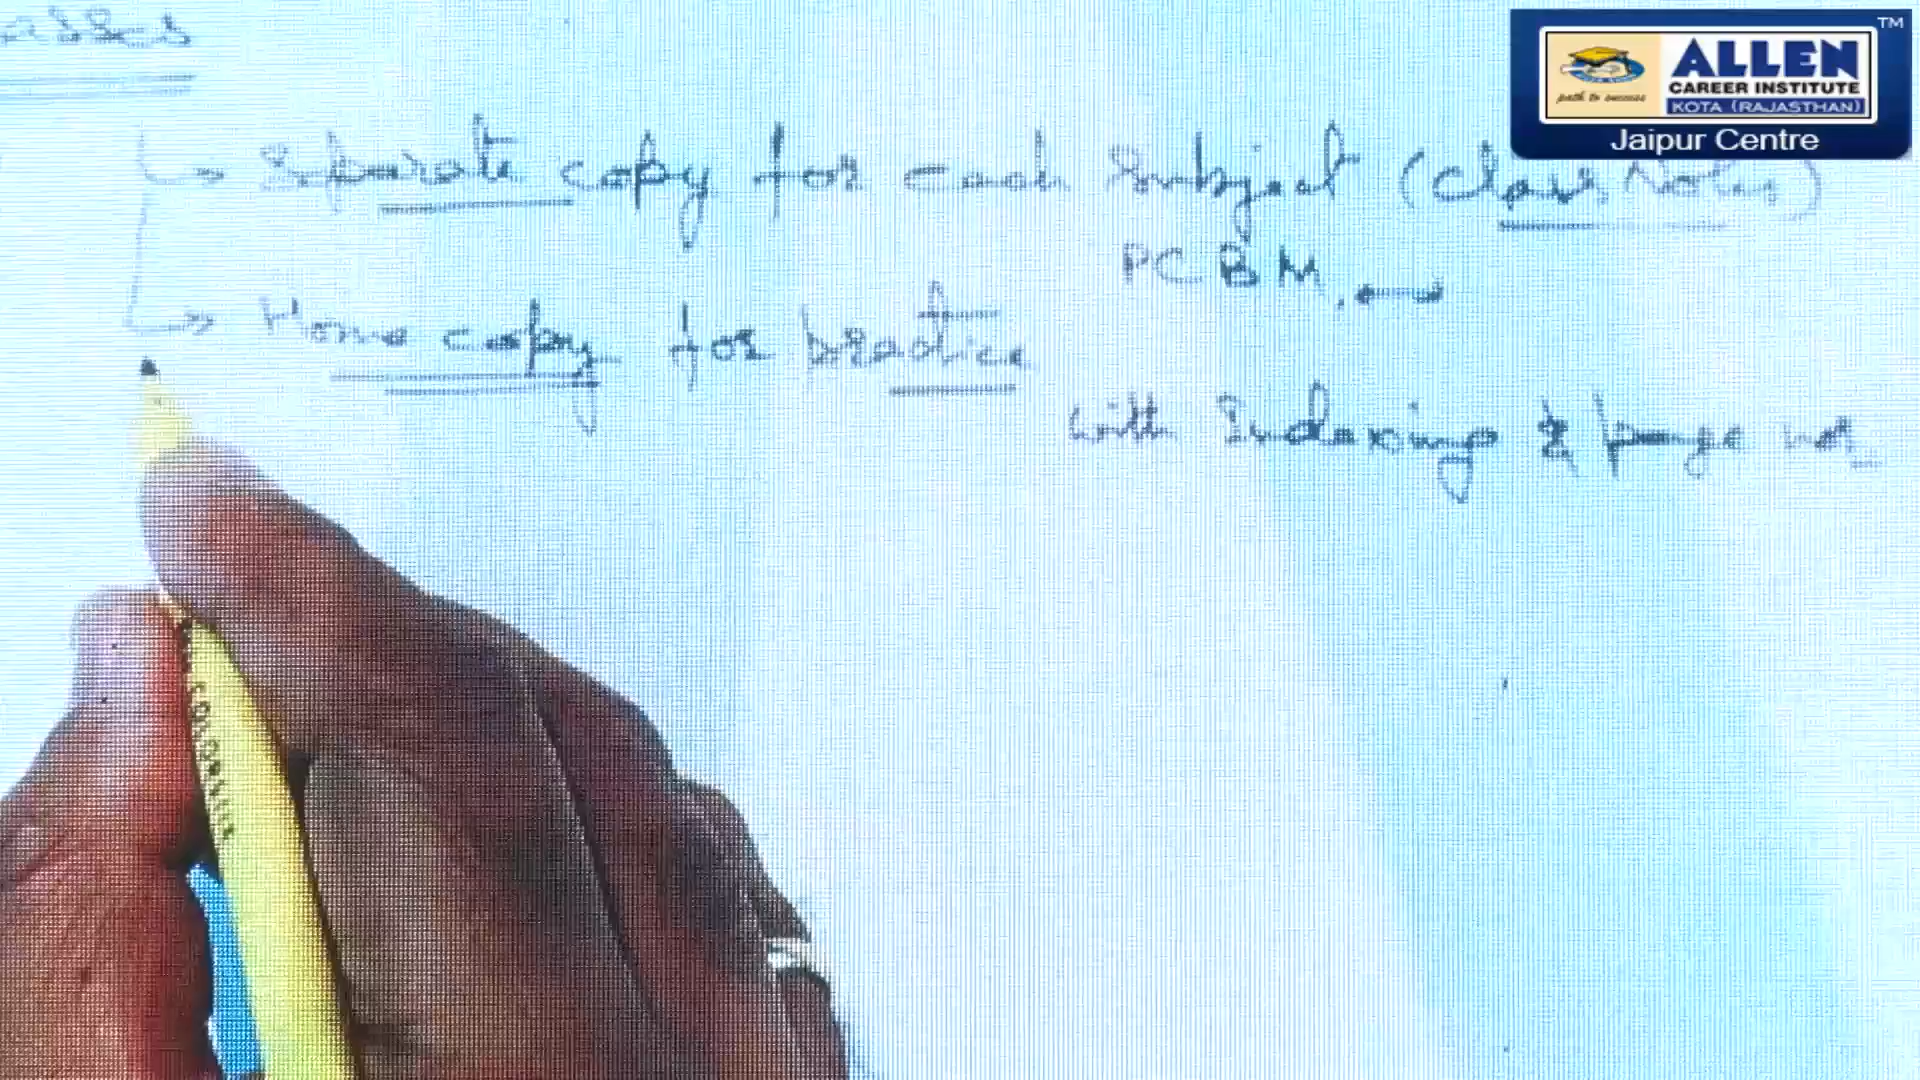 asses
ALLEN
TM
CAREER INSTITUTE
path to success
KOTA (RAJASTHAN)
Jaipur Centre
→ Separate copy for each Subject (Class Notes)
PCBM,
→ Home copy for practice
with Indexing & page no.